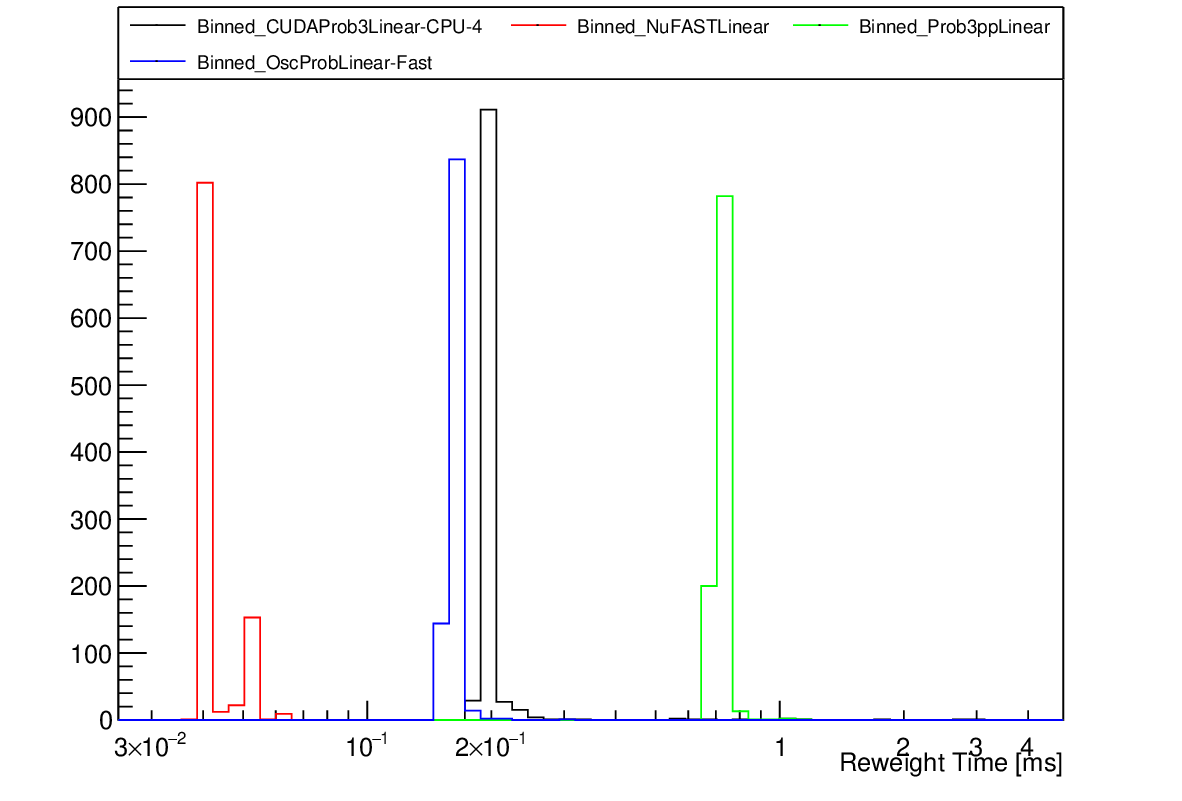 Binned_CUDAProb3Linear-CPU-4 Binned_NuFASTLinear Binned_Prob3ppLinear
Binned_OscProbLinear-Fast
900
800
700
600
500
400
300
200
100
0
3×10⁻² 10⁻¹ 2×10⁻¹ 1 2 3 4
Reweight Time [ms]